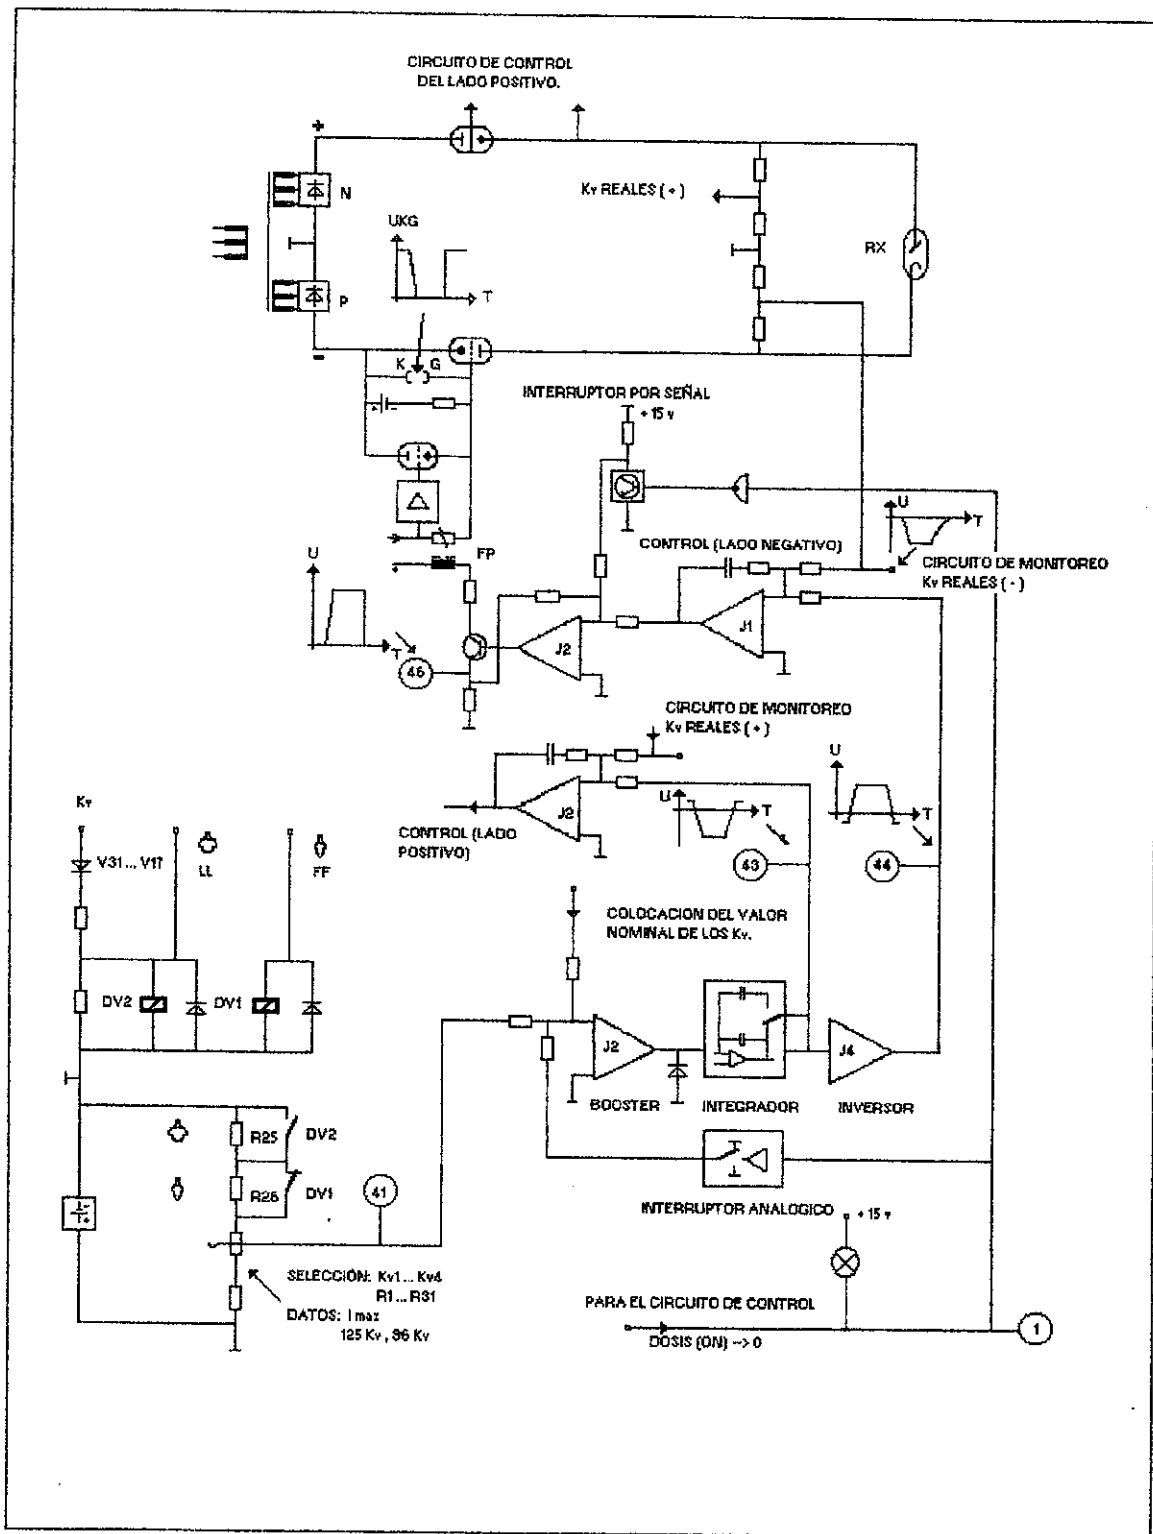 CIRCUITO DE CONTROL
DEL LADO POSITIVO.
+
N
Kv REALES ( + )
UKG
RX
T
P
-
K
G
INTERRUPTOR POR SEÑAL
+ 15 v
U
T
CONTROL (LADO NEGATIVO)
CIRCUITO DE MONITOREO
Kv REALES ( - )
U
FP
J1
J2
T
46
CIRCUITO DE MONITOREO
Kv REALES ( + )
U
Kv
J2
U
T
T
CONTROL (LADO
POSITIVO)
V31... V17
LL
FF
43
44
COLOCACION DEL VALOR
NOMINAL DE LOS Kv.
DV2
DV1
J2
J4
BOOSTER
INTEGRADOR
INVERSOR
R25
DV2
R26
DV1
41
INTERRUPTOR ANALOGICO
+ 15 v
SELECCIÓN: Kv1... Kv4
R1... R31
DATOS: I max
125 Kv , 96 Kv
PARA EL CIRCUITO DE CONTROL
DOSIS (ON) --> 0
1